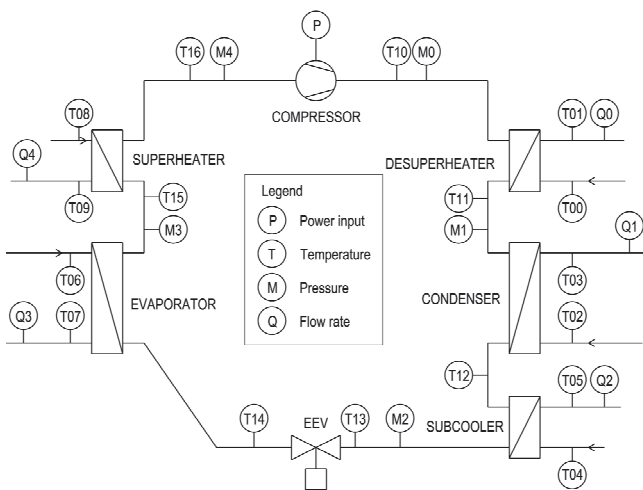 P
T16 M4 T10 M0
COMPRESSOR
T08
T01 Q0
Q4
SUPERHEATER
DESUPERHEATER
T09
T00
T15
T11
M3
M1
Q1
Legend
P Power input
T Temperature
M Pressure
Q Flow rate
T06
T03
EVAPORATOR
CONDENSER
Q3 T07
T02
T12
T05 Q2
T14
EEV
T13 M2
SUBCOOLER
T04